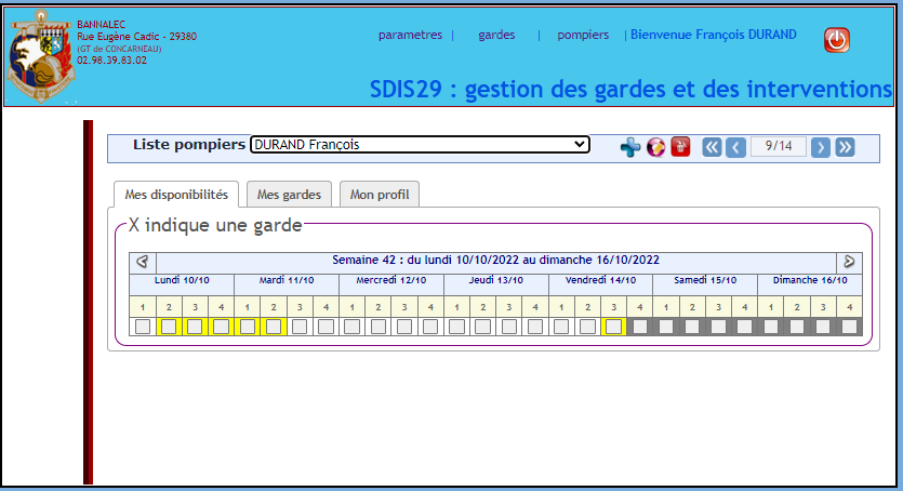 BANNALEC
Rue Eugène Cadic - 29380
(GT de CONCARNEAU)
02.98.39.83.02
parametres | gardes | pompiers | Bienvenue François DURAND
SDIS29 : gestion des gardes et des interventions
Liste pompiers DURAND François 9/14
Mes disponibilités Mes gardes Mon profil
X indique une garde
Semaine 42 : du lundi 10/10/2022 au dimanche 16/10/2022
Lundi 10/10 Mardi 11/10 Mercredi 12/10 Jeudi 13/10 Vendredi 14/10 Samedi 15/10 Dimanche 16/10
1 2 3 4 1 2 3 4 1 2 3 4 1 2 3 4 1 2 3 4 1 2 3 4 1 2 3 4